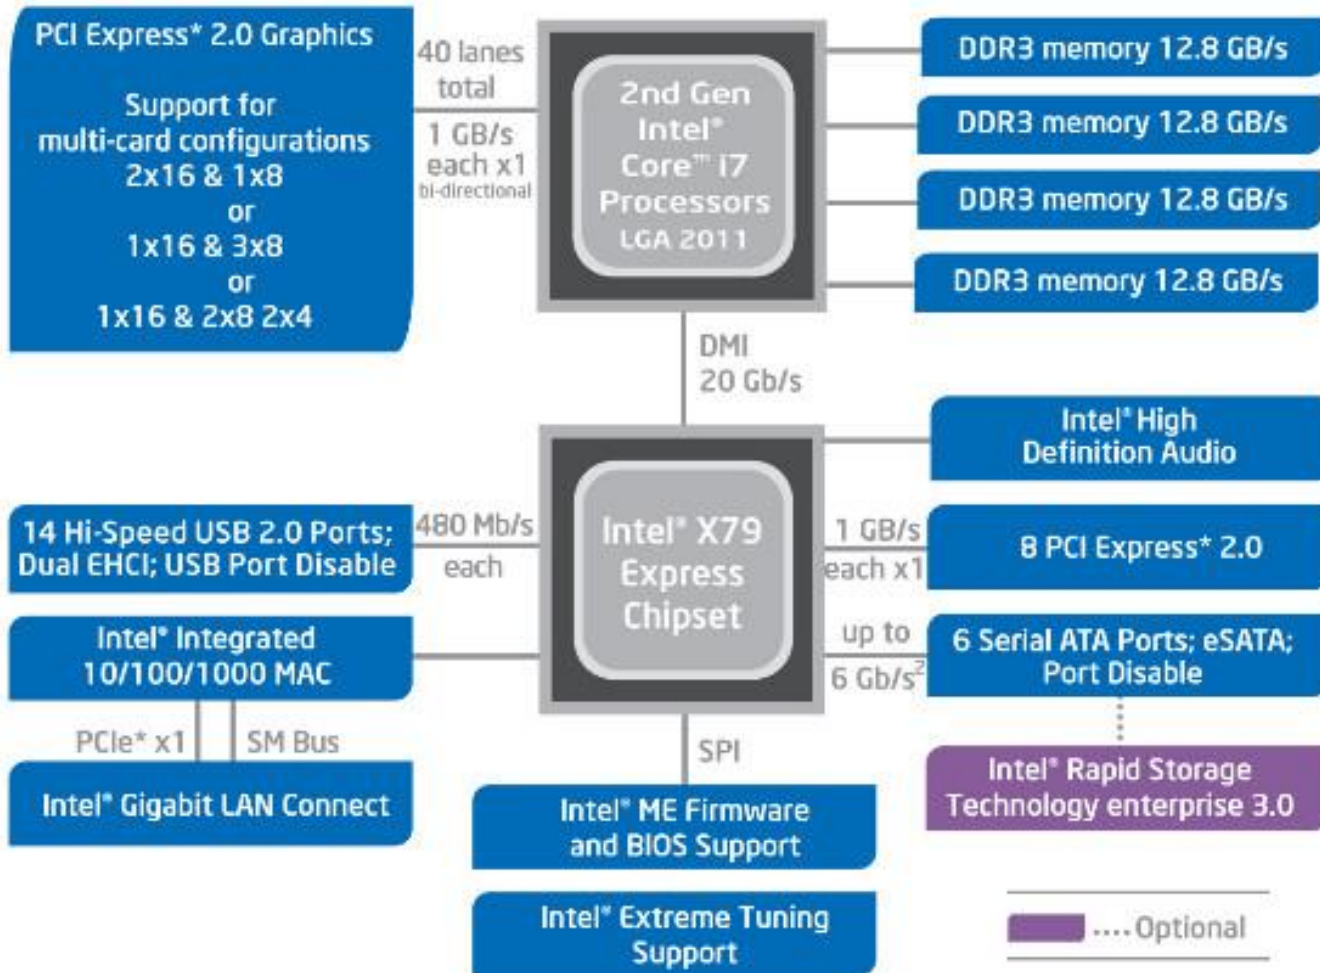 PCI Express* 2.0 Graphics
Support for
multi-card configurations
2x16 & 1x8
or
1x16 & 3x8
or
1x16 & 2x8 2x4
40 lanes
total
1 GB/s
each x1
bi-directional
2nd Gen
Intel®
Core™ i7
Processors
LGA 2011
DDR3 memory 12.8 GB/s
DDR3 memory 12.8 GB/s
DDR3 memory 12.8 GB/s
DDR3 memory 12.8 GB/s
DMI
20 Gb/s
Intel® High
Definition Audio
14 Hi-Speed USB 2.0 Ports;
Dual EHCI; USB Port Disable
480 Mb/s
each
Intel® X79
Express
Chipset
1 GB/s
each x1
8 PCI Express* 2.0
Intel® Integrated
10/100/1000 MAC
up to
6 Gb/s²
6 Serial ATA Ports; eSATA;
Port Disable
PCIe* x1
SM Bus
SPI
Intel® Gigabit LAN Connect
Intel® ME Firmware
and BIOS Support
Intel® Rapid Storage
Technology enterprise 3.0
Intel® Extreme Tuning
Support
.... Optional